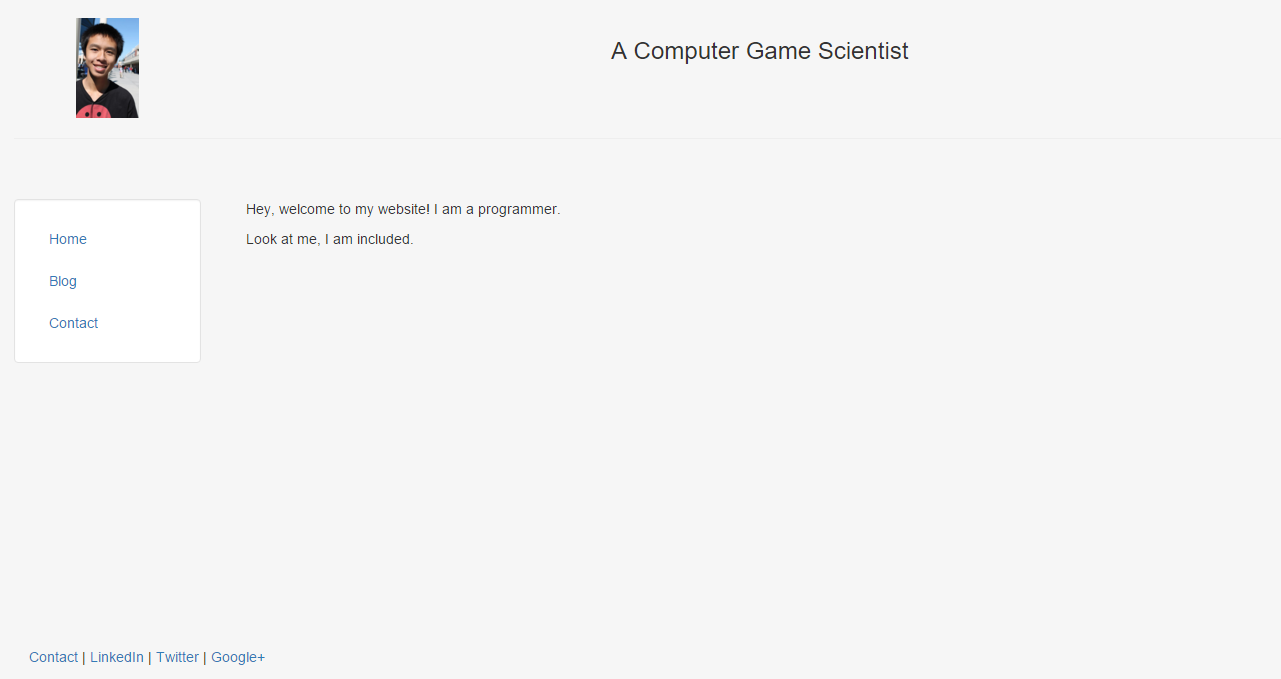 A Computer Game Scientist
Home
Blog
Contact
Hey, welcome to my website! I am a programmer.
Look at me, I am included.
Contact | LinkedIn | Twitter | Google+